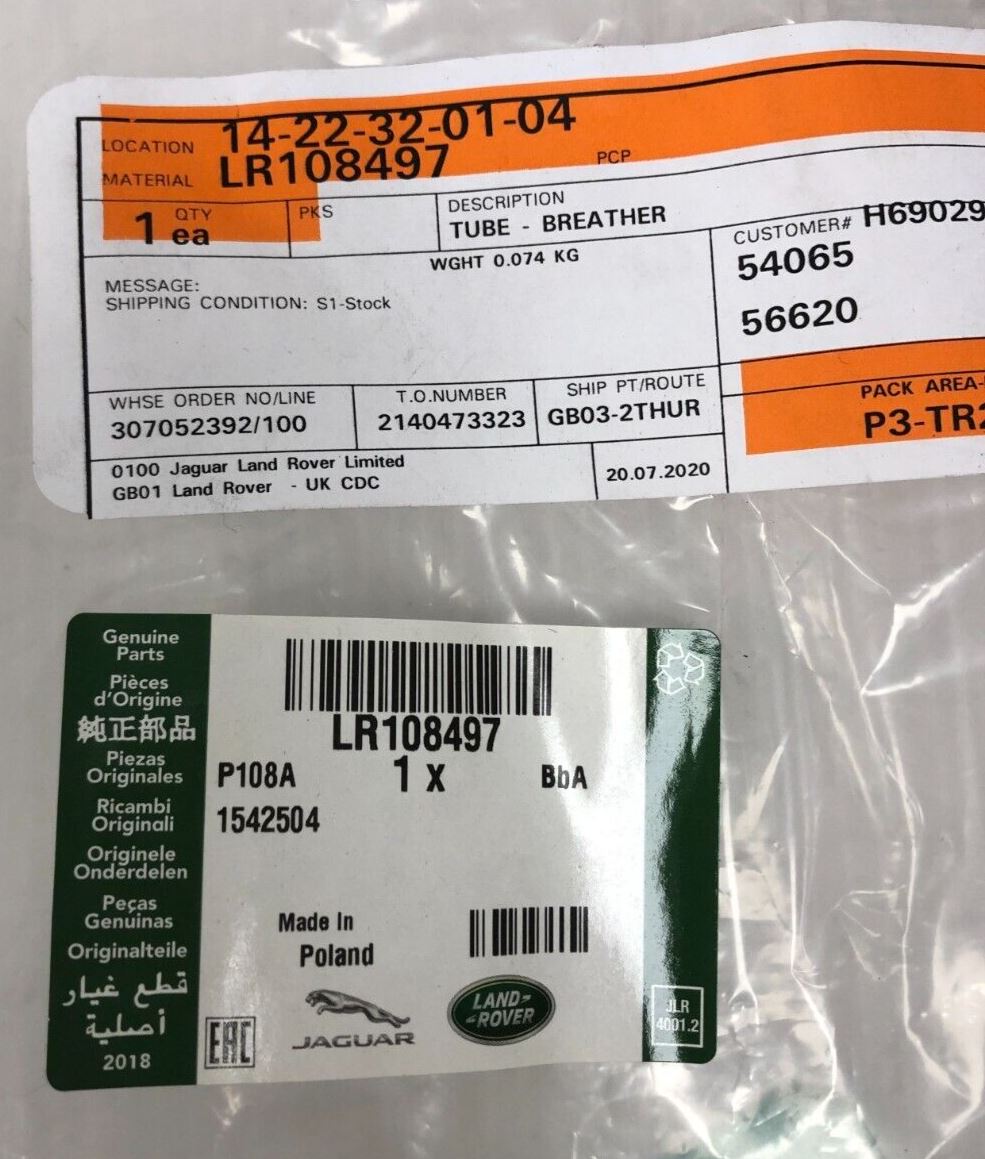 LOCATION 14-22-32-01-04
MATERIAL LR108497 PCP
1 QTY ea PKS
DESCRIPTION
TUBE - BREATHER
WGHT 0.074 KG
CUSTOMER# H69029
54065
56620
MESSAGE:
SHIPPING CONDITION: S1-Stock
PACK AREA-
P3-TR2
WHSE ORDER NO/LINE
307052392/100
T.O.NUMBER
2140473323
SHIP PT/ROUTE
GB03-2THUR
0100 Jaguar Land Rover Limited
GB01 Land Rover - UK CDC
20.07.2020
Genuine
Parts
Pièces
d'Origine
純正部品
Piezas
Originales
Ricambi
Originali
Originele
Onderdelen
Peças
Genuínas
Originalteile
قطع غيار
أصلية
2018
LR108497
P108A 1 x BbA
1542504
Made In
Poland
EAC
JAGUAR
LAND-
-ROVER
JLR
4001.2